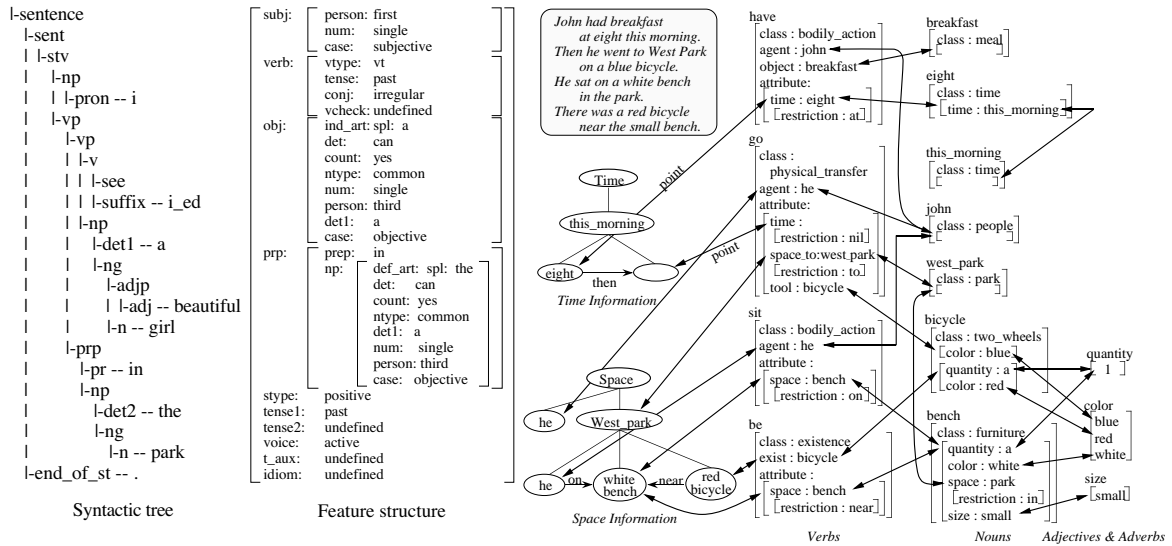 |-sentence
|-sent
| |-stv
| |-np
| |-pron -- i
| |-vp
| |-vp
| | |-v
| | | |-see
| | | |-suffix -- i_ed
| | |-np
| | |-det1 -- a
| | |-ng
| | |-adjp
| | | |-adj -- beautiful
| | |-n -- girl
| |-prp
| |-pr -- in
| |-np
| |-det2 -- the
| |-ng
| |-n -- park
|-end_of_st -- .
Syntactic tree
subj: person: first
num: single
case: subjective
verb: vtype: vt
tense: past
conj: irregular
vcheck: undefined
obj: ind_art: spl: a
det: can
count: yes
ntype: common
num: single
person: third
det1: a
case: objective
prp: prep: in
np: def_art: spl: the
det: can
count: yes
ntype: common
det1: a
num: single
person: third
case: objective
stype: positive
tense1: past
tense2: undefined
voice: active
t_aux: undefined
idiom: undefined
Feature structure
John had breakfast
at eight this morning.
Then he went to West Park
on a blue bicycle.
He sat on a white bench
in the park.
There was a red bicycle
near the small bench.
Time
this_morning
eight
then
point
point
Time Information
Space
he
West_park
he
on
white
bench
near
red
bicycle
Space Information
have
class : bodily_action
agent : john
object : breakfast
attribute:
time : eight
[restriction : at]
go
class :
physical_transfer
agent : he
attribute:
time :
[restriction : nil]
space_to:west_park
[restriction : to]
tool : bicycle
sit
class : bodily_action
agent : he
attribute :
space : bench
[restriction : on]
be
class : existence
exist : bicycle
attribute :
space : bench
[restriction : near]
Verbs
breakfast
class : meal
eight
class : time
time : this_morning
this_morning
class : time
john
class : people
west_park
class : park
bicycle
class : two_wheels
color : blue
quantity : a
color : red
bench
class : furniture
quantity : a
color : white
space : park
[restriction : in]
size : small
Nouns
quantity
1
color
blue
red
white
size
small
Adjectives & Adverbs